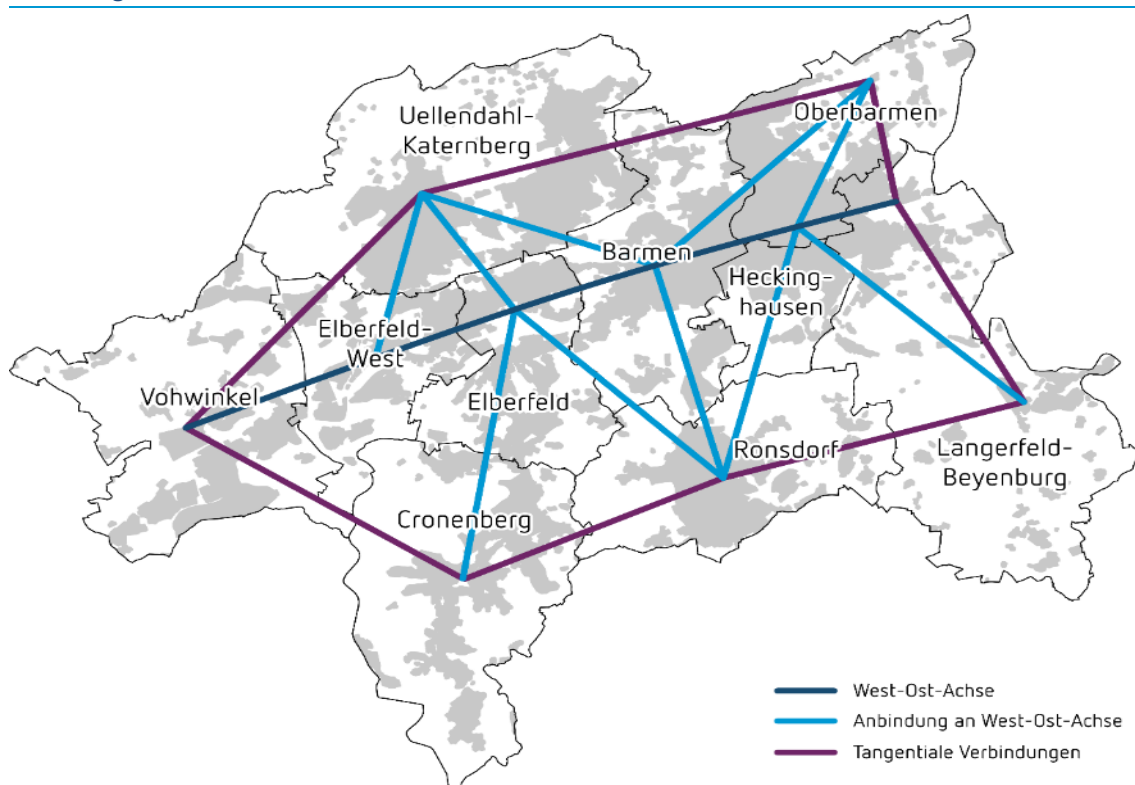 Uellendahl-
Katernberg
Oberbarmen
Barmen
Hecking-
hausen
Elberfeld-
West
Vohwinkel
Elberfeld
Ronsdorf
Langerfeld-
Beyenburg
Cronenberg
West-Ost-Achse
Anbindung an West-Ost-Achse
Tangentiale Verbindungen